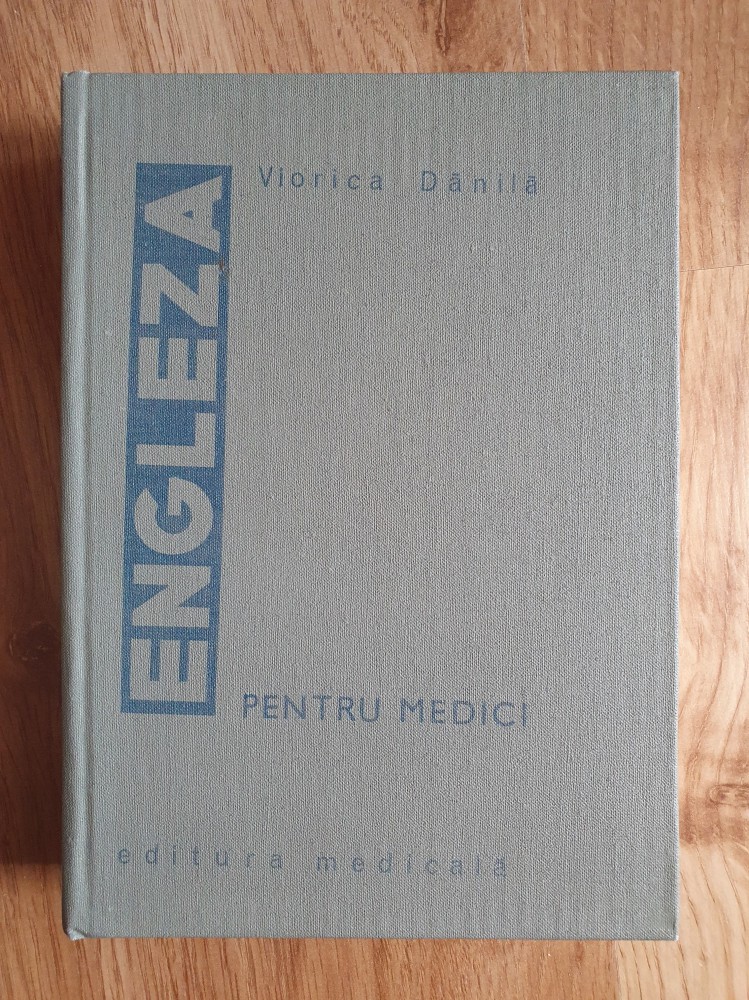 Viorica Dănilă
ENGLEZA
PENTRU MEDICI
editura medicală